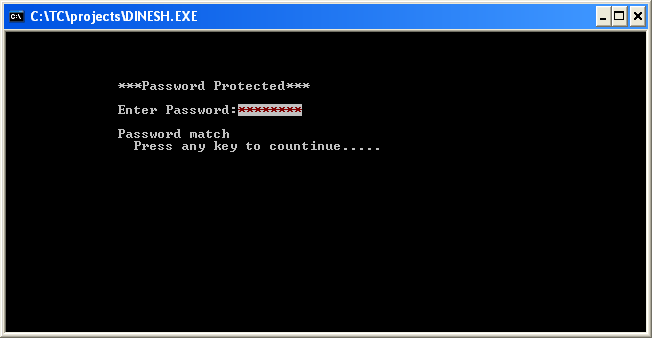 C:\TC\projects\DINESH.EXE
***Password Protected***
Enter Password:********
Password match
Press any key to countinue.....